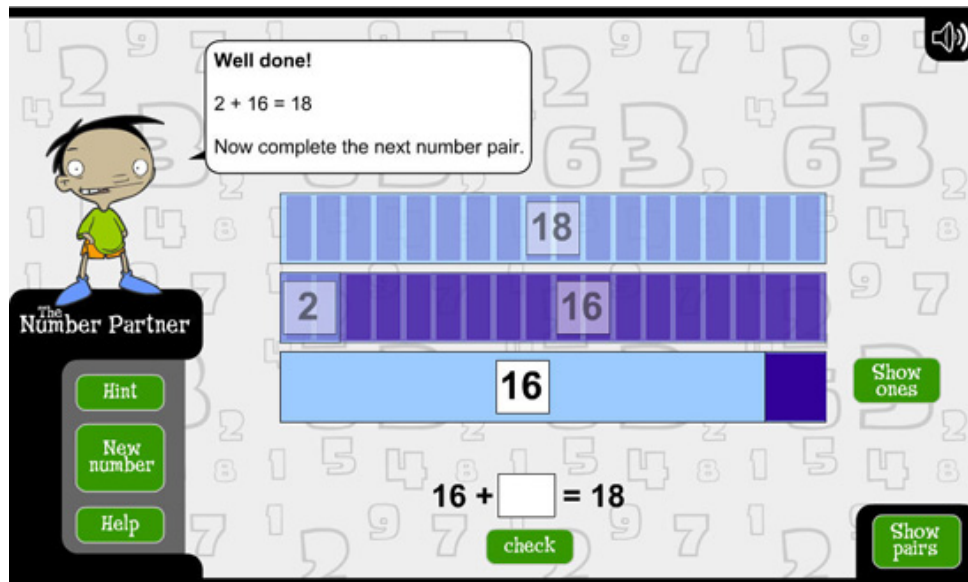 Well done!
2 + 16 = 18
Now complete the next number pair.
18
2 16
16
The
Number Partner
Hint
New
number
Help
Show
ones
16 + = 18
check
Show
pairs